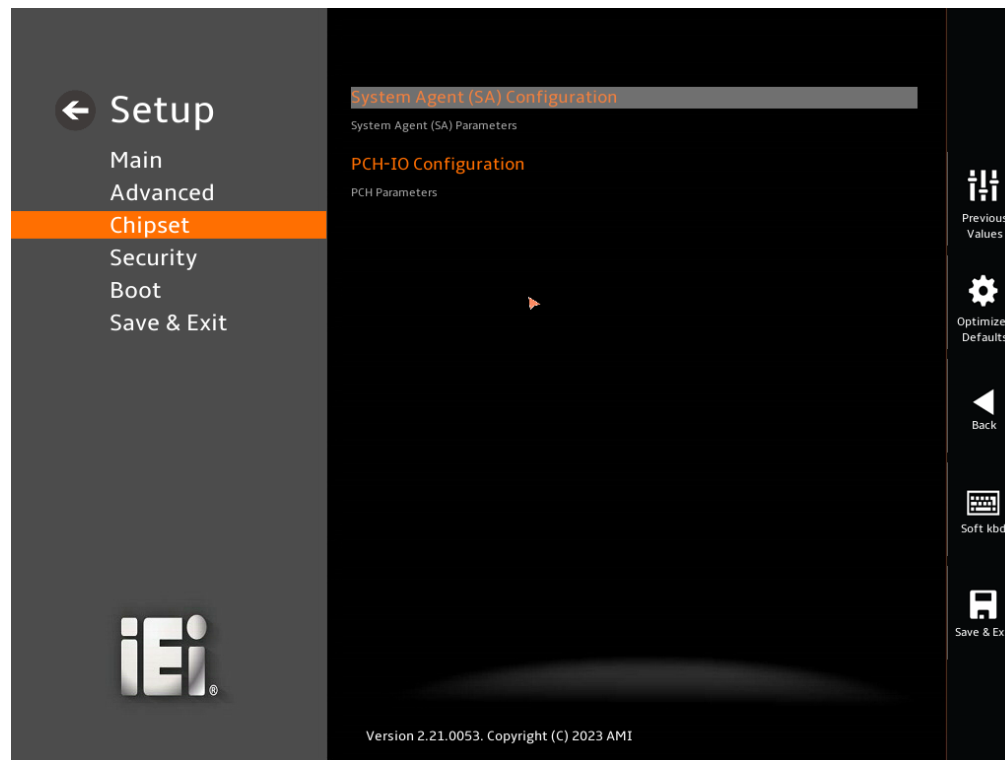 Setup
Main
Advanced
Chipset
Security
Boot
Save & Exit
System Agent (SA) Configuration
System Agent (SA) Parameters
PCH-IO Configuration
PCH Parameters
Previous
Values
Optimize
Defaults
Back
Soft kbd
Save & Ex
iEi®
Version 2.21.0053. Copyright (C) 2023 AMI